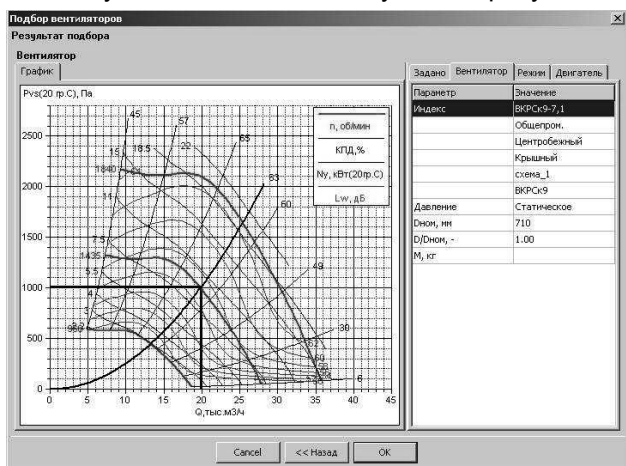 Подбор вентиляторов
Результат подбора
Вентилятор
График
Pvs(20 гр.С), Па
n, об/мин
КПД,%
Ny, кВт(20гр.С)
Lw, дБ
2500
2000
1500
1000
500
0
45
57
65
63
60
49
30
6
15
18.5
22
1840
11
7.5
1435
5.5
4
3
0 5 10 15 20 25 30 35 40 45
Q,тыс.м3/ч
Задано Вентилятор Режим Двигатель
Параметр Значение
Индекс ВКРСк9-7,1
Общепром.
Центробежный
Крышный
схема_1
ВКРСк9
Давление Статическое
Dном, мм 710
D/Dном, - 1.00
М, кг
Cancel << Назад OK